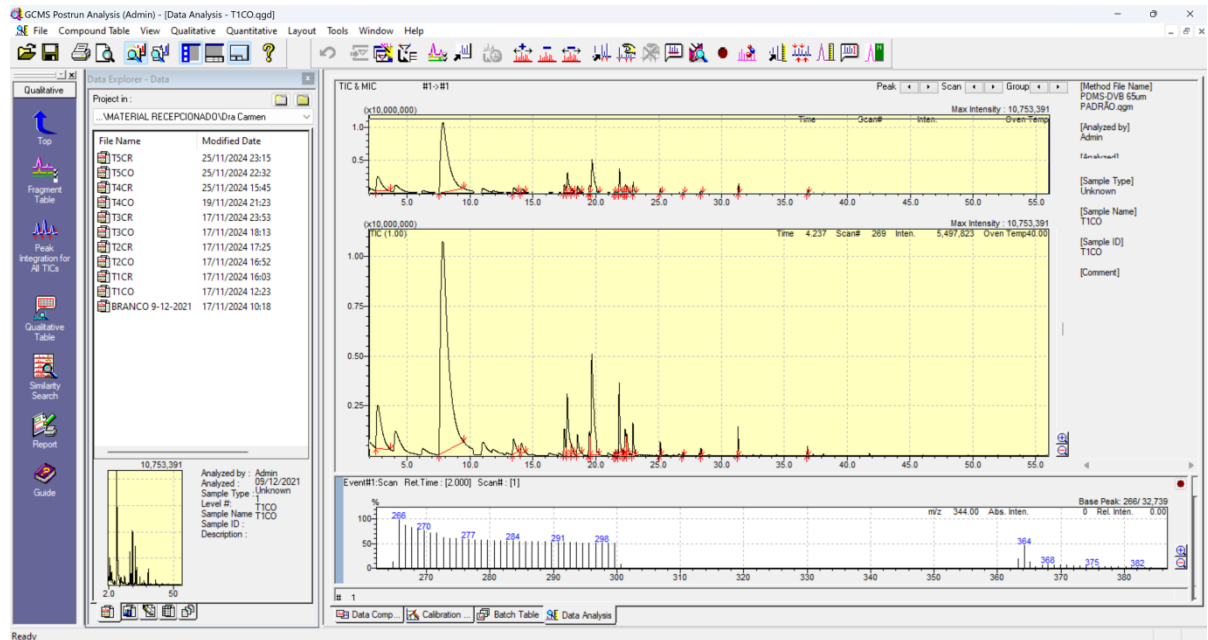 GCMS Postrun Analysis (Admin) - [Data Analysis - T1CO.qgd]
File Compound Table View Qualitative Quantitative Layout Tools Window Help
Qualitative
Top
Fragment
Table
Peak
Integration for
All TICs
Qualitative
Table
Similarity
Search
Report
Guide
Data Explorer - Data
Project in :
...\MATERIAL RECEPCIONADO\Dra Carmen
File Name Modified Date
T5CR 25/11/2024 23:15
T5CO 25/11/2024 22:32
T4CR 25/11/2024 15:45
T4CO 19/11/2024 21:23
T3CR 17/11/2024 23:53
T3CO 17/11/2024 18:13
T2CR 17/11/2024 17:25
T2CO 17/11/2024 16:52
T1CR 17/11/2024 16:03
T1CO 17/11/2024 12:23
BRANCO 9-12-2021 17/11/2024 10:18
10,753,391
2.0 50
Analyzed by : Admin
Analyzed : 09/12/2021
Sample Type : Unknown
Level #: 1
Sample Name : T1CO
Sample ID : T1CO
Description :
TIC & MIC #1->#1 Peak Scan Group
(x10,000,000) Max Intensity : 10,753,391
Time Scan# Inten. Oven Temp
1.0
0.5
5.0 10.0 15.0 20.0 25.0 30.0 35.0 40.0 45.0 50.0 55.0
(x10,000,000) Max Intensity : 10,753,391
TIC (1.00) Time 4.237 Scan# 269 Inten. 5,497,823 Oven Temp40.00
1.00
0.75
0.50
0.25
5.0 10.0 15.0 20.0 25.0 30.0 35.0 40.0 45.0 50.0 55.0
[Method File Name]
PDMS-DVB 65um
PADRÃO.qgm
[Analyzed by]
Admin
[Analyzed]
[Sample Type]
Unknown
[Sample Name]
T1CO
[Sample ID]
T1CO
[Comment]
Event#1:Scan Ret.Time : [2.000] Scan# : [1]
% Base Peak: 266/ 32,739
m/z 344.00 Abs. Inten. 0 Rel. Inten. 0.00
100
50
0
266 270 277 284 291 298 364 368 375 382
270 280 290 300 310 320 330 340 350 360 370 380
# 1
Data Comp... Calibration ... Batch Table Data Analysis
Ready